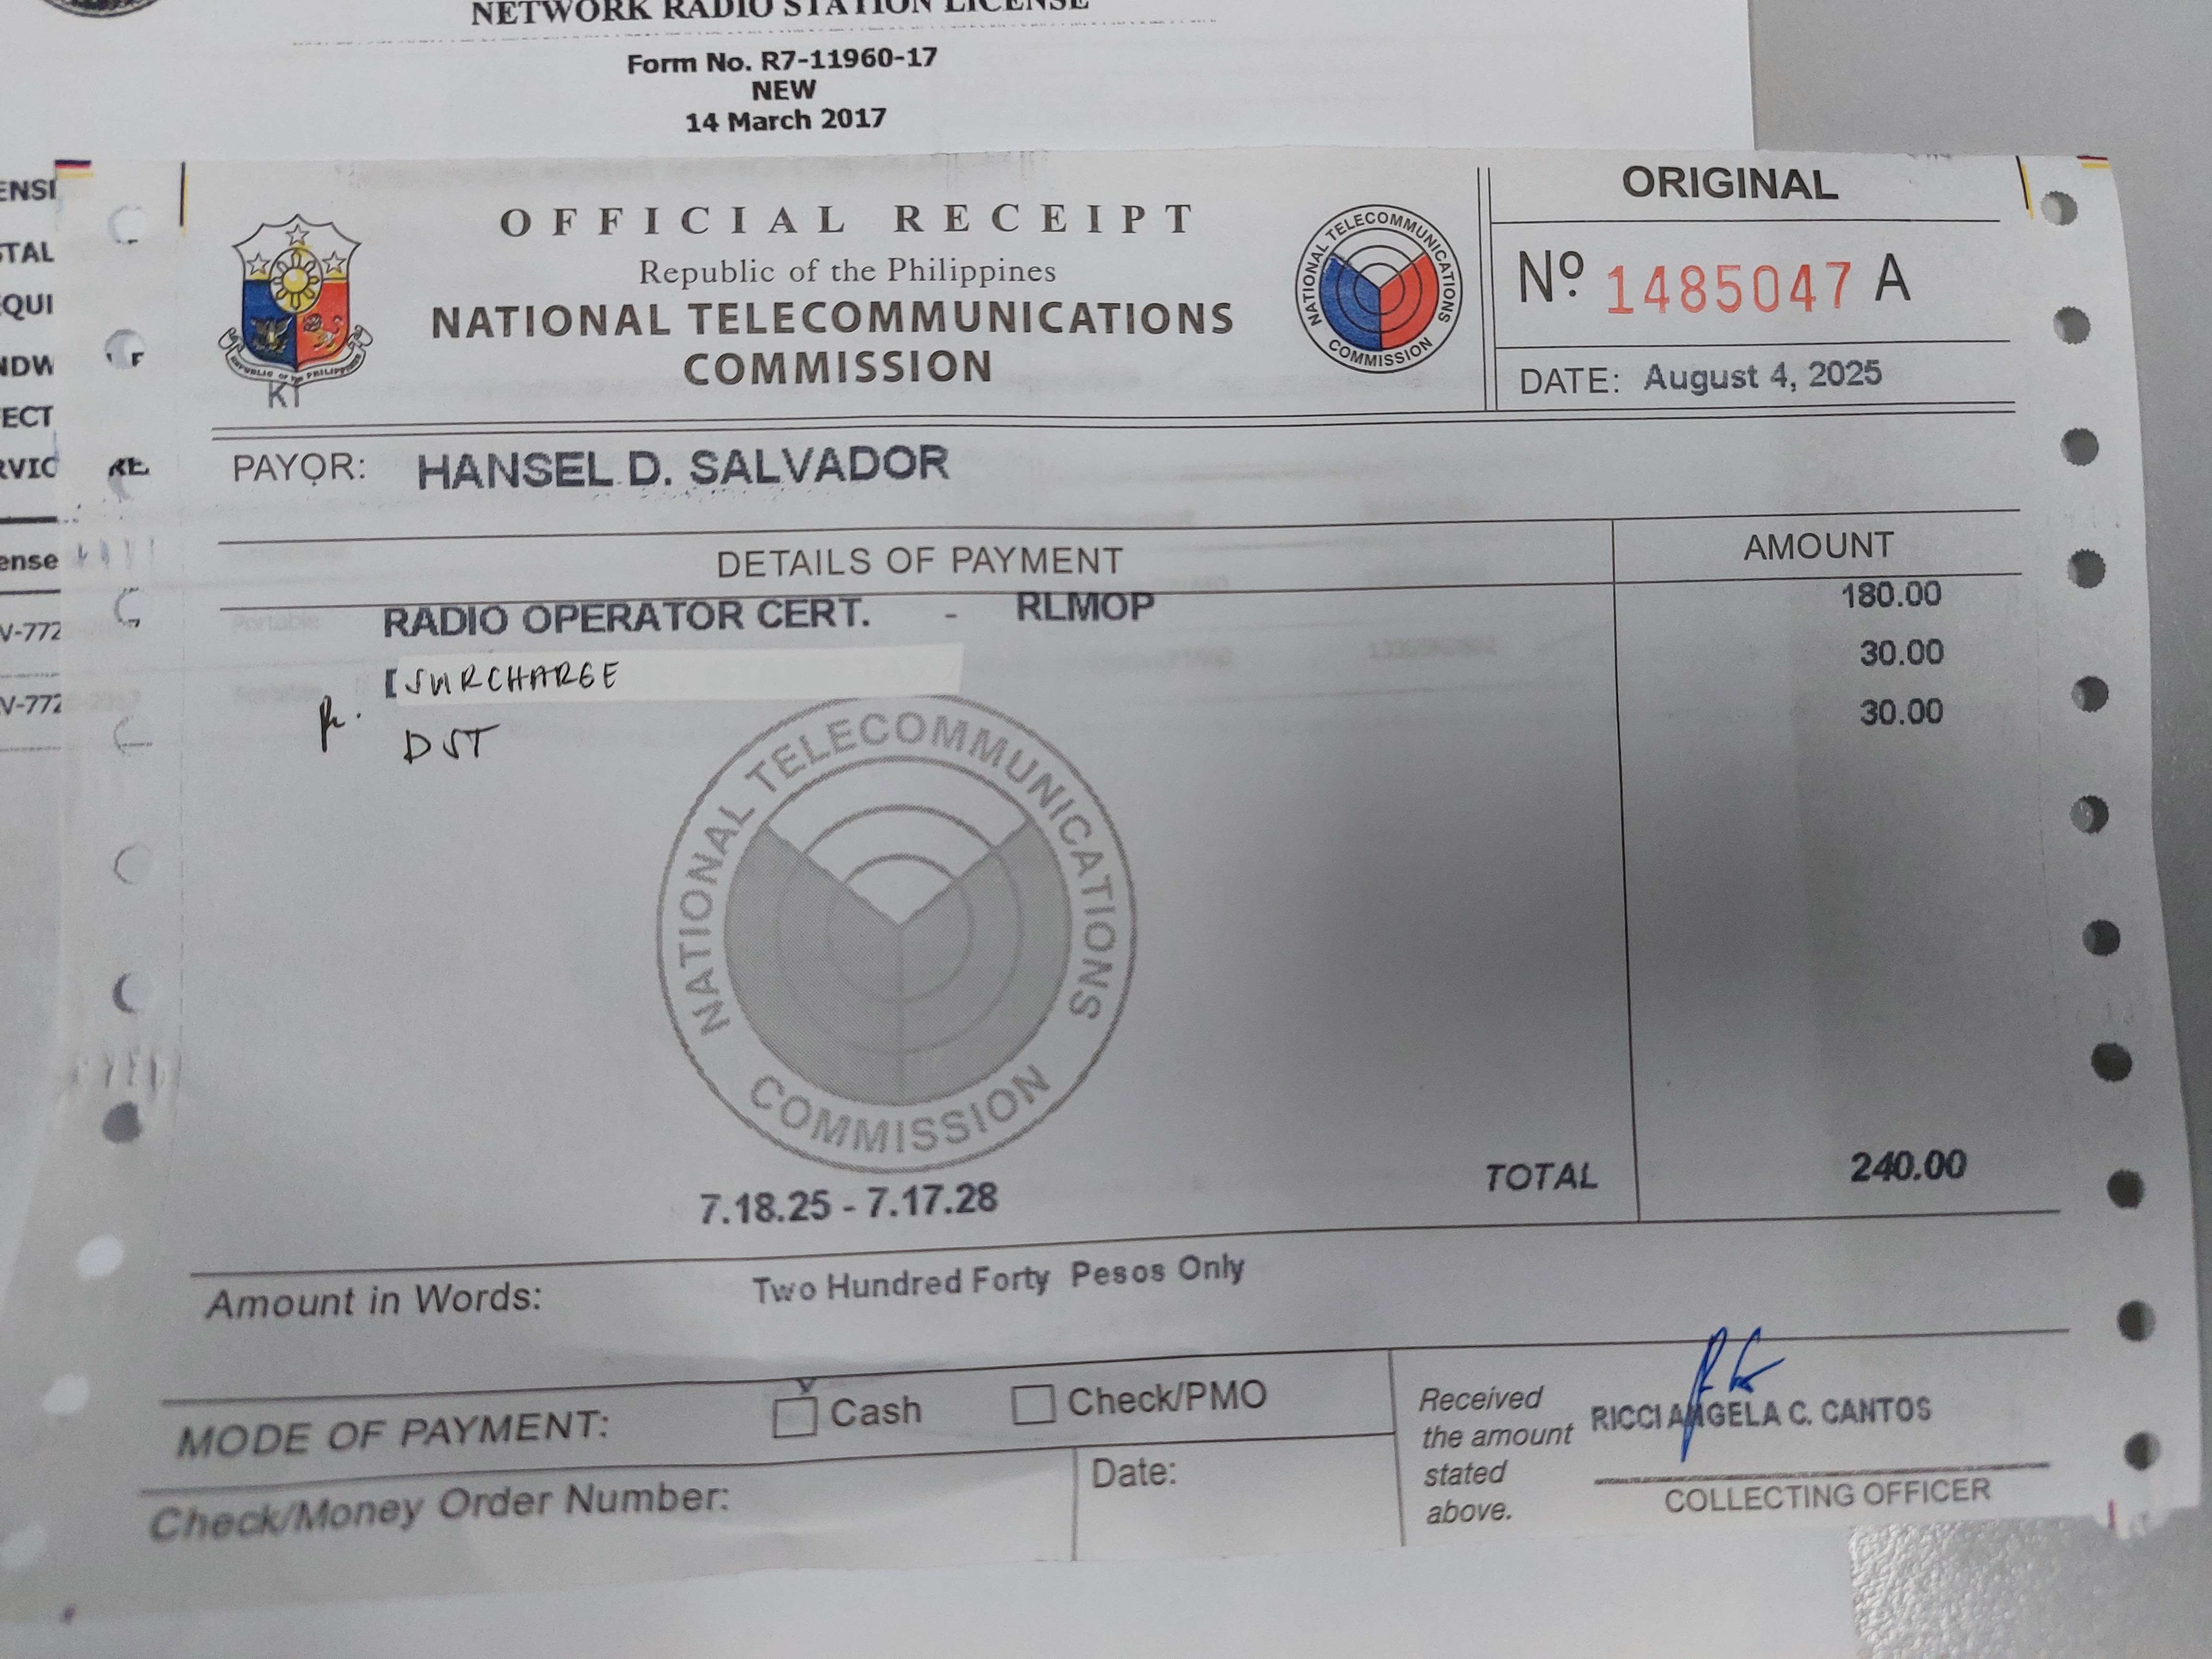 NETWORK RADIO STATION LICENSE
Form No. R7-11960-17
NEW
14 March 2017
OFFICIAL RECEIPT
Republic of the Philippines
NATIONAL TELECOMMUNICATIONS
COMMISSION
REPUBLIC OF THE PHILIPPINES
KT
NATIONAL TELECOMMUNICATIONS COMMISSION
ORIGINAL
Nº 1485047 A
DATE: August 4, 2025
PAYOR: HANSEL D. SALVADOR
DETAILS OF PAYMENT AMOUNT
RADIO OPERATOR CERT. - RLMOP 180.00
[SURCHARGE 30.00
DST 30.00
NATIONAL TELECOMMUNICATIONS COMMISSION
7.18.25 - 7.17.28
TOTAL 240.00
Amount in Words: Two Hundred Forty Pesos Only
MODE OF PAYMENT: Cash Check/PMO
Check/Money Order Number: Date:
Received the amount stated above.
RICCI ANGELA C. CANTOS
COLLECTING OFFICER
ENSI
TAL
QUI
NDW
ECT
RVIC
ense
V-772
V-772